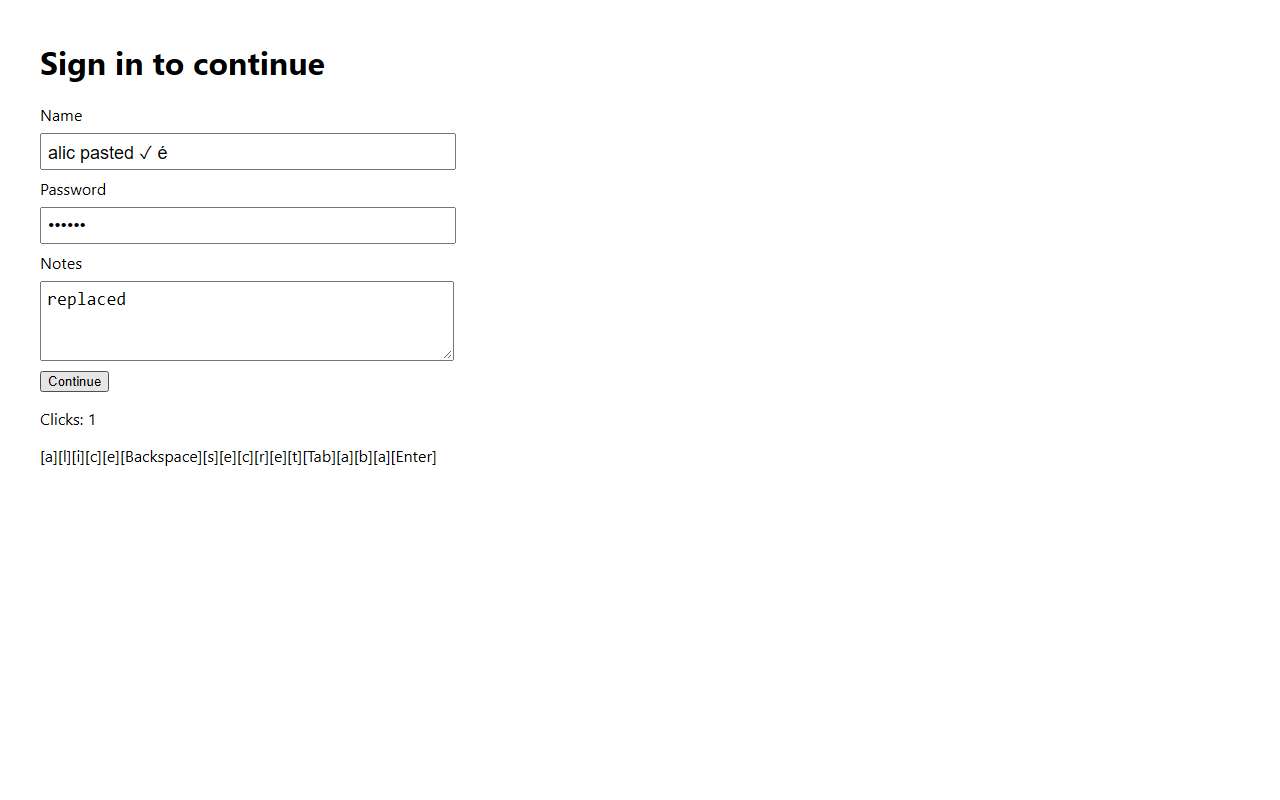 Sign in to continue
Name
alic pasted ✓ é
Password
••••••
Notes
replaced
Continue
Clicks: 1
[a][l][i][c][e][Backspace][s][e][c][r][e][t][Tab][a][b][a][Enter]